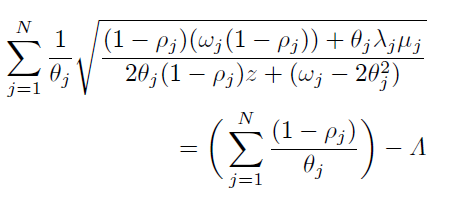 \sum_{j=1}^{N} \frac{1}{\theta_j} \sqrt{\frac{(1 - \rho_j)(\omega_j(1 - \rho_j)) + \theta_j \lambda_j \mu_j}{2\theta_j(1 - \rho_j)z + (\omega_j - 2\theta_j^2)}}
= \left( \sum_{j=1}^{N} \frac{(1 - \rho_j)}{\theta_j} \right) - \Lambda